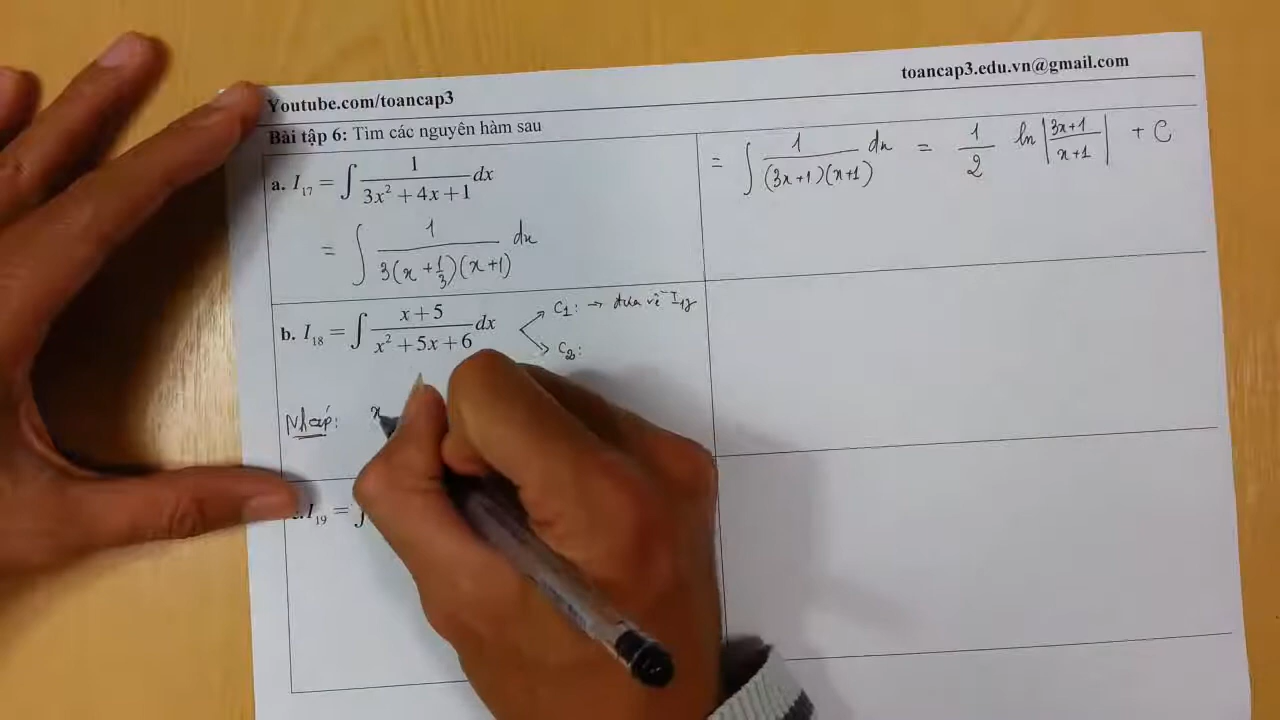 Youtube.com/toancap3
toancap3.edu.vn@gmail.com
Bài tập 6: Tìm các nguyên hàm sau
a. I₁₇ = ∫ 1/(3x² + 4x + 1) dx
= ∫ 1/(3(x + 1/3)(x + 1)) dx
= ∫ 1/((3x+1)(x+1)) dx = 1/2 ln |(3x+1)/(x+1)| + C
b. I₁₈ = ∫ (x + 5)/(x² + 5x + 6) dx
C₁: → đưa về I₁₇
C₂:
Nháp: x
I₁₉ = ∫